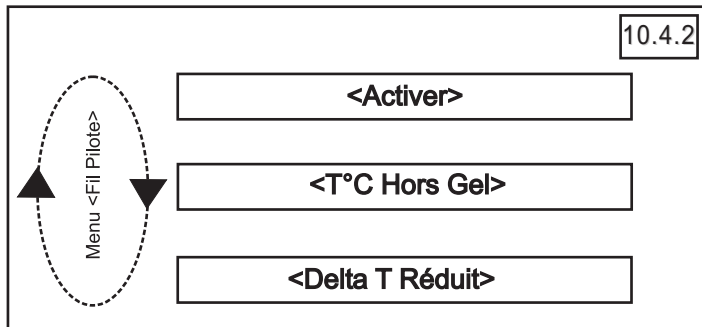 10.4.2
<Activer>
Menu <Fil Pilote>
<T°C Hors Gel>
<Delta T Réduit>